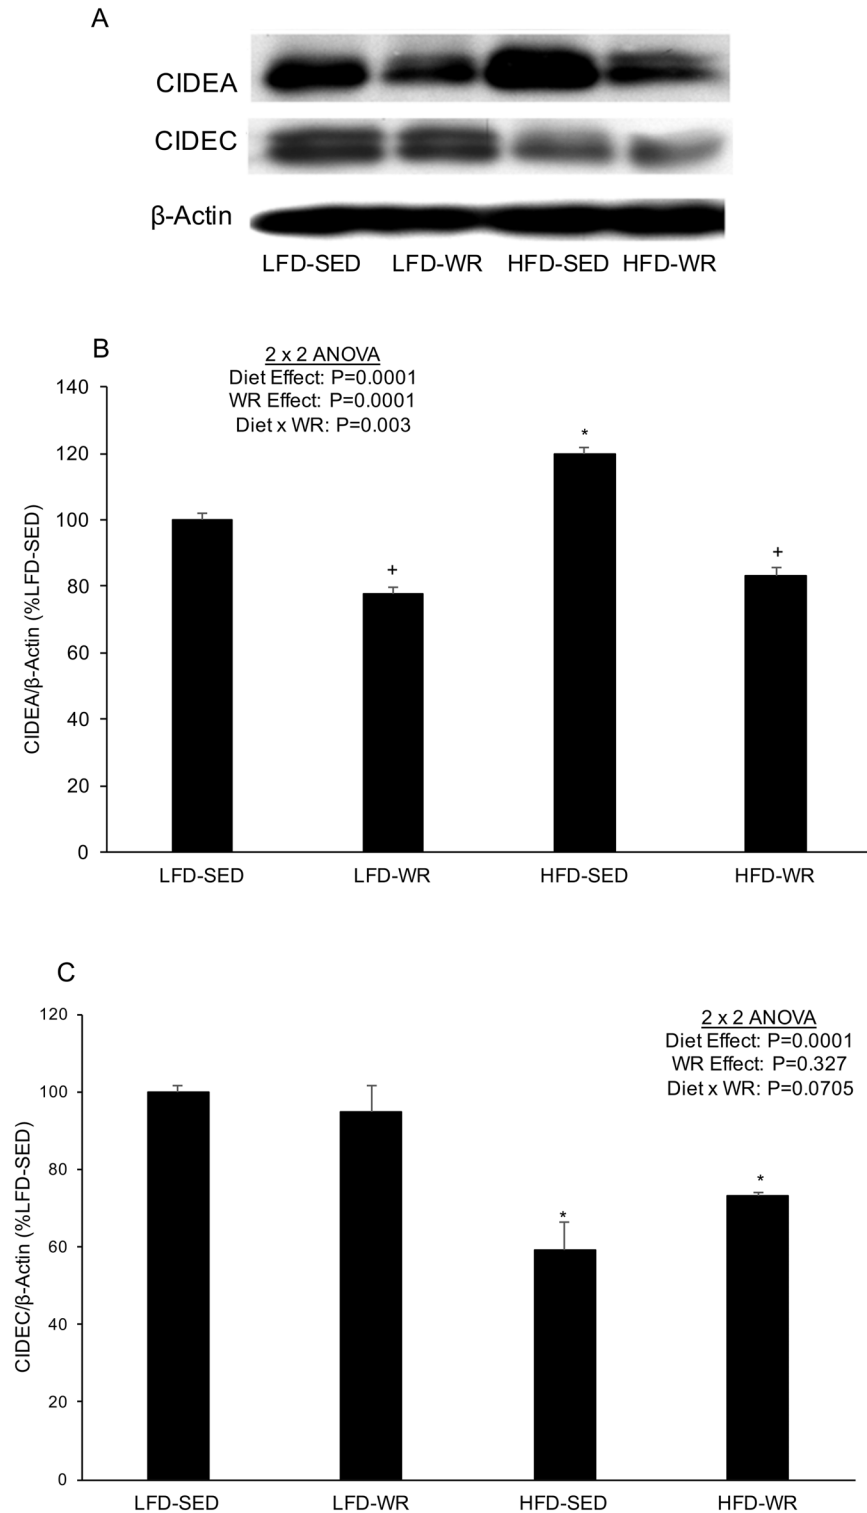 A
CIDEA
CIDEC
β-Actin
LFD-SED LFD-WR HFD-SED HFD-WR
B
2 x 2 ANOVA
Diet Effect: P=0.0001
WR Effect: P=0.0001
Diet x WR: P=0.003
CIDEA/β-Actin (%LFD-SED)
140
120
100
80
60
40
20
0
*
+
+
LFD-SED LFD-WR HFD-SED HFD-WR
C
2 x 2 ANOVA
Diet Effect: P=0.0001
WR Effect: P=0.327
Diet x WR: P=0.0705
CIDEC/β-Actin (%LFD-SED)
120
100
80
60
40
20
0
*
*
LFD-SED LFD-WR HFD-SED HFD-WR